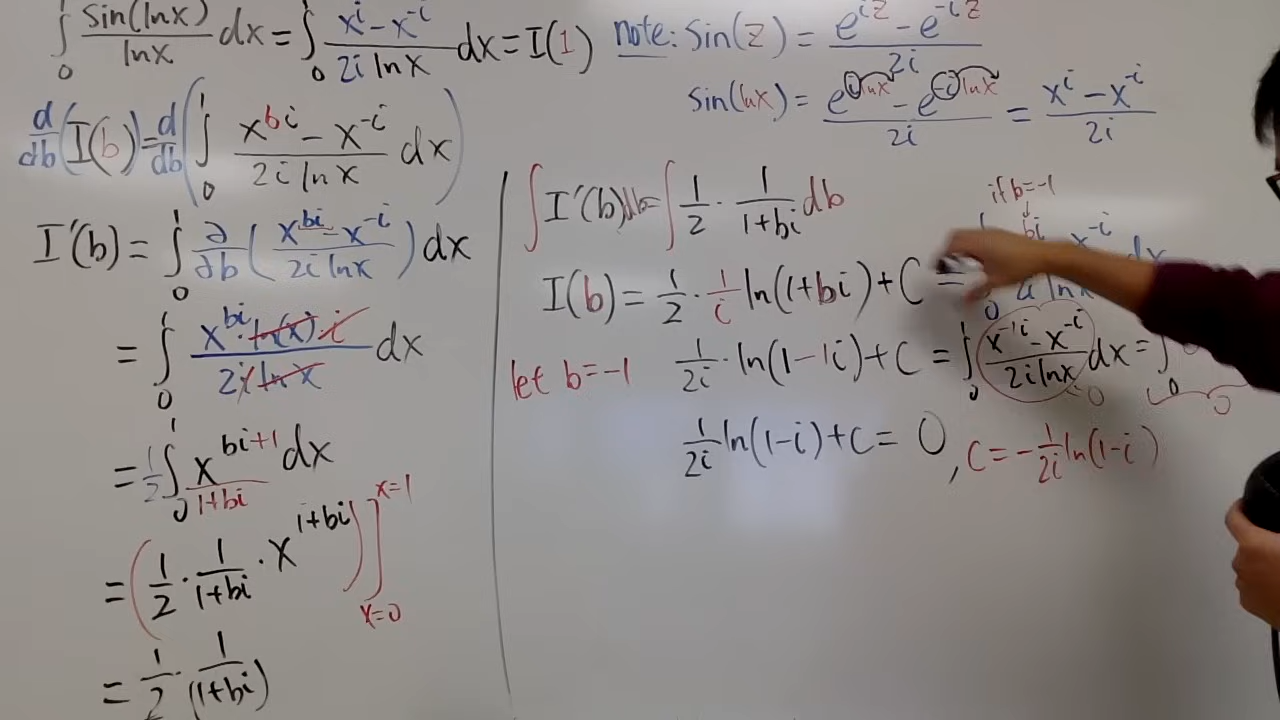 ∫₀¹ sin(lnx)/lnx dx = ∫₀¹ (xⁱ − x⁻ⁱ)/(2i lnx) dx = I(1)
note: Sin(z) = (e^{iz} − e^{−iz})/2i
sin(lnx) = (e^{i lnx} − e^{−i lnx})/2i = (xⁱ − x⁻ⁱ)/2i
d/db (I(b)) = d/db (∫₀¹ (x^{bi} − x^{−i})/(2i lnx) dx)
I'(b) = ∫₀¹ ∂/∂b ((x^{bi} − x^{−i})/(2i lnx)) dx
= ∫₀¹ (x^{bi}·ln(x)·i)/(2i lnx) dx
= 1/2 ∫₀¹ x^{bi+1}/(1+bi) dx
= (1/2 · 1/(1+bi) · x^{1+bi})]
x=1
x=0
= 1/2 · 1/(1+bi)
∫ I'(b) db = ∫ 1/2 · 1/(1+bi) db
if b=-1
I(b) = 1/2 · 1/i ln(1+bi) + C =
let b=-1 1/2i · ln(1−1i) + C = ∫₀¹ (x^{−1i} − x^{−i})/(2i lnx) dx = ∫₀
0
1/2i ln(1−i) + C = 0, C = −1/2i ln(1−i)